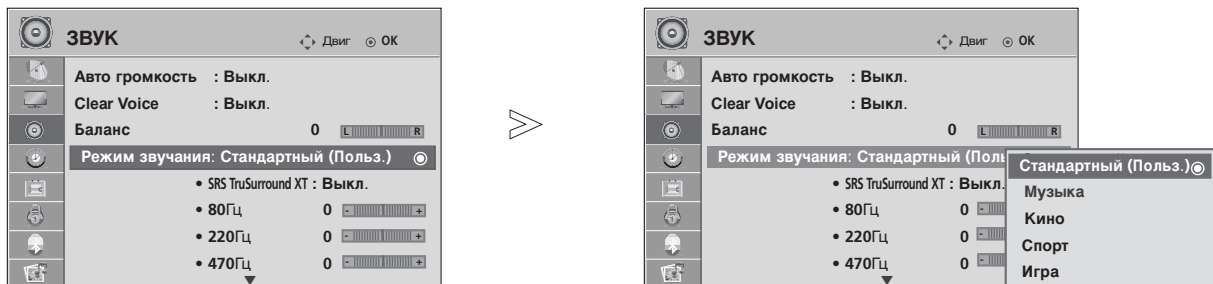 ЗВУК Двиг OK
Авто громкость : Выкл.
Clear Voice : Выкл.
Баланс 0 L R
Режим звучания: Стандартный (Польз.)
• SRS TruSurround XT : Выкл.
• 80Гц 0 - +
• 220Гц 0 - +
• 470Гц 0 - +
>
ЗВУК Двиг OK
Авто громкость : Выкл.
Clear Voice : Выкл.
Баланс 0 L R
Режим звучания: Стандартный (Поль
• SRS TruSurround XT : Выкл.
• 80Гц 0 -
• 220Гц 0 -
• 470Гц 0 -
Стандартный (Польз.)
Музыка
Кино
Спорт
Игра